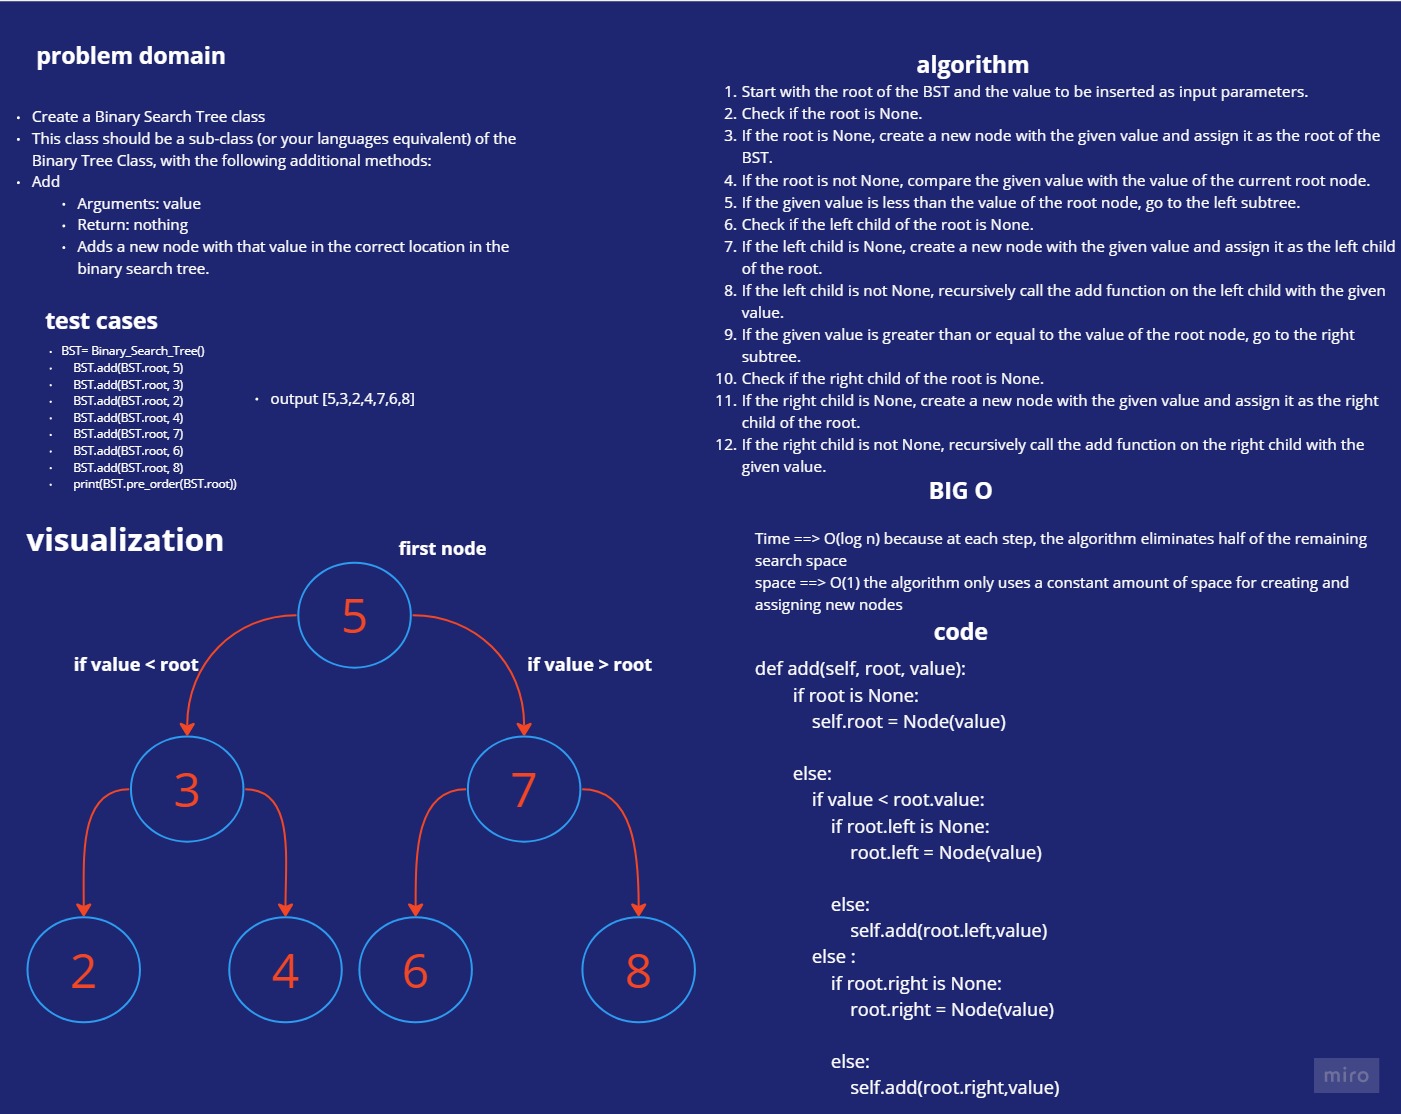 problem domain
• Create a Binary Search Tree class
• This class should be a sub-class (or your languages equivalent) of the
Binary Tree Class, with the following additional methods:
• Add
• Arguments: value
• Return: nothing
• Adds a new node with that value in the correct location in the
binary search tree.
test cases
• BST= Binary_Search_Tree()
• BST.add(BST.root, 5)
• BST.add(BST.root, 3)
• BST.add(BST.root, 2)
• BST.add(BST.root, 4)
• BST.add(BST.root, 7)
• BST.add(BST.root, 6)
• BST.add(BST.root, 8)
• print(BST.pre_order(BST.root))
• output [5,3,2,4,7,6,8]
visualization
first node
5
if value < root
if value > root
3
7
2
4
6
8
algorithm
1. Start with the root of the BST and the value to be inserted as input parameters.
2. Check if the root is None.
3. If the root is None, create a new node with the given value and assign it as the root of the
BST.
4. If the root is not None, compare the given value with the value of the current root node.
5. If the given value is less than the value of the root node, go to the left subtree.
6. Check if the left child of the root is None.
7. If the left child is None, create a new node with the given value and assign it as the left child
of the root.
8. If the left child is not None, recursively call the add function on the left child with the given
value.
9. If the given value is greater than or equal to the value of the root node, go to the right
subtree.
10. Check if the right child of the root is None.
11. If the right child is None, create a new node with the given value and assign it as the right
child of the root.
12. If the right child is not None, recursively call the add function on the right child with the
given value.
BIG O
Time ==> O(log n) because at each step, the algorithm eliminates half of the remaining
search space
space ==> O(1) the algorithm only uses a constant amount of space for creating and
assigning new nodes
code
def add(self, root, value):
if root is None:
self.root = Node(value)
else:
if value < root.value:
if root.left is None:
root.left = Node(value)
else:
self.add(root.left,value)
else :
if root.right is None:
root.right = Node(value)
else:
self.add(root.right,value)
miro